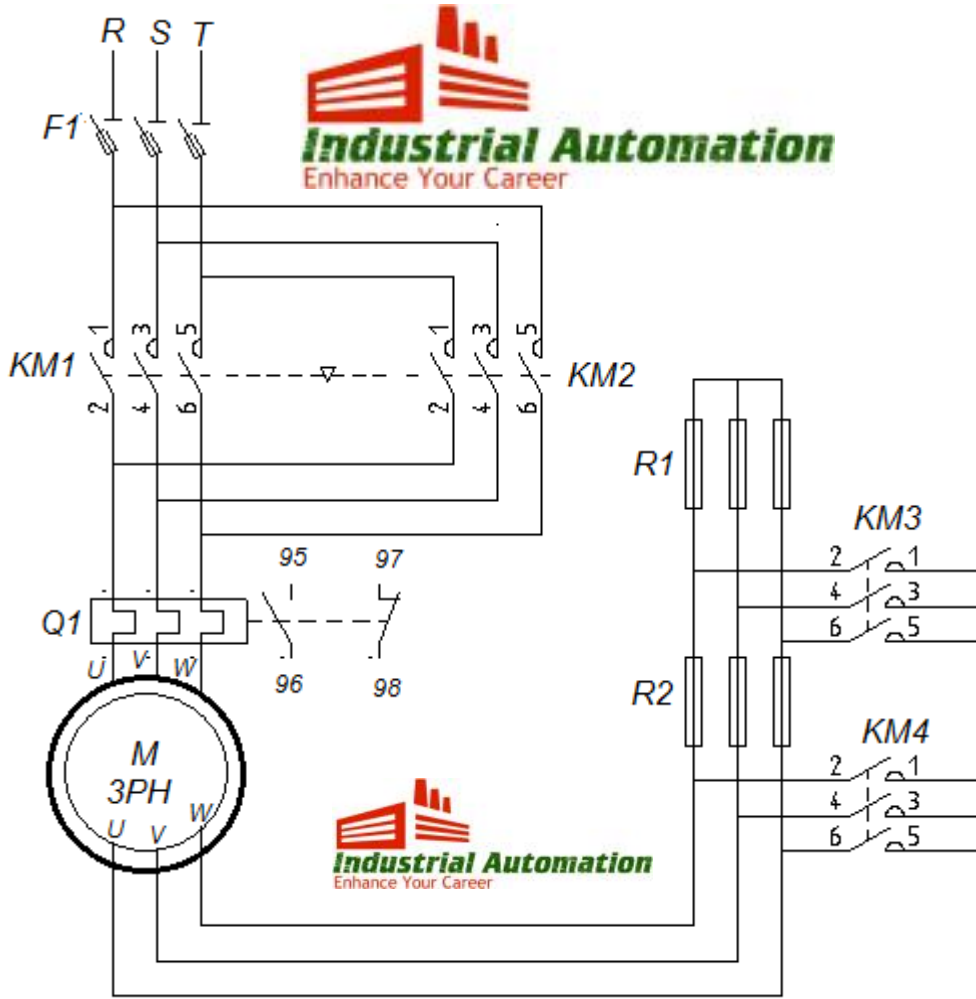 R S T
F1
Industrial Automation
Enhance Your Career
1 3 5
1 3 5
KM1
KM2
2 4 6
2 4 6
R1
KM3
95 97
2 1
4 3
6 5
Q1
U V W
96 98
R2
KM4
M
3PH
2 1
4 3
6 5
U V W
Industrial Automation
Enhance Your Career